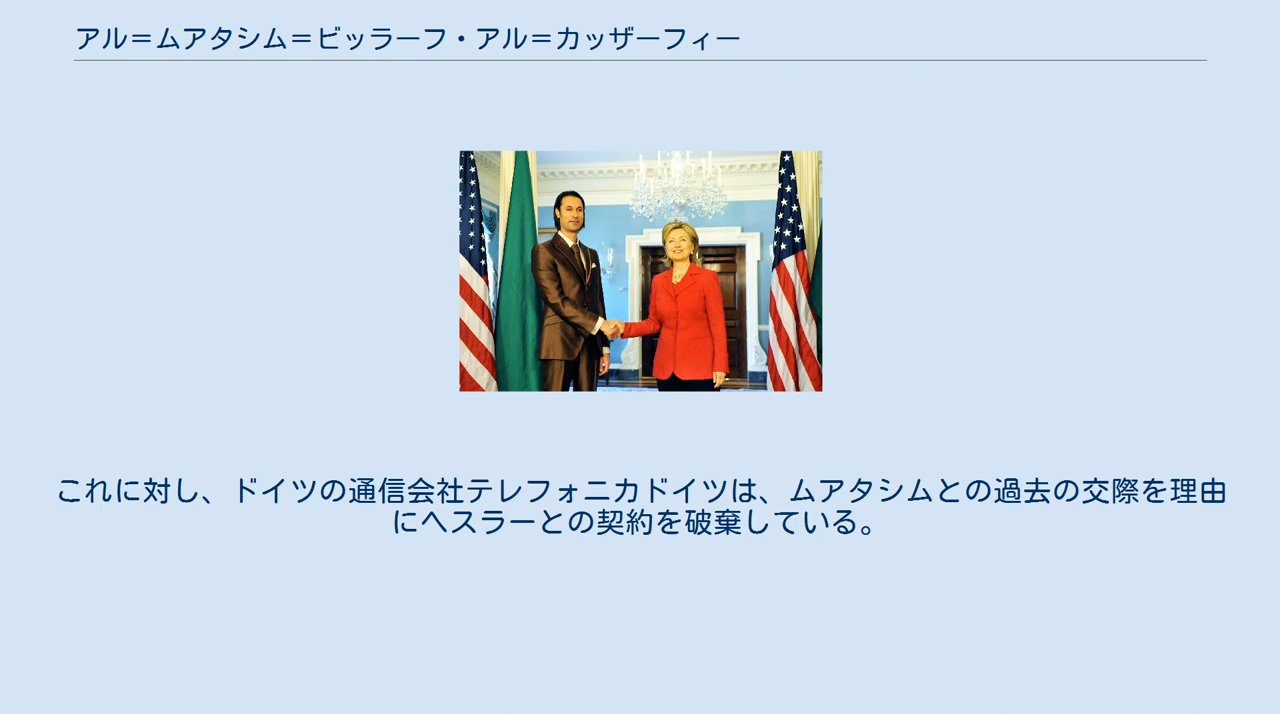 アル＝ムアタシム＝ビッラーフ・アル＝カッザーフィー
これに対し、ドイツの通信会社テレフォニカドイツは、ムアタシムとの過去の交際を理由
にヘスラーとの契約を破棄している。